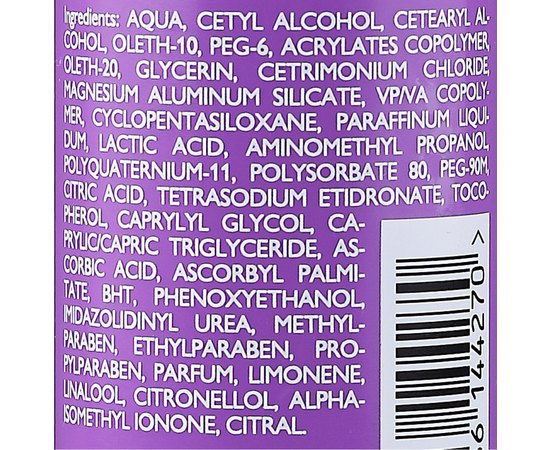 Ingredients: AQUA, CETYL ALCOHOL, CETEARYL AL-
COHOL, OLETH-10, PEG-6, ACRYLATES COPOLYMER,
OLETH-20, GLYCERIN, CETRIMONIUM CHLORIDE,
MAGNESIUM ALUMINUM SILICATE, VP/VA COPOLY-
MER, CYCLOPENTASILOXANE, PARAFFINUM LIQUI-
DUM, LACTIC ACID, AMINOMETHYL PROPANOL,
POLYQUATERNIUM-11, POLYSORBATE 80, PEG-90M,
CITRIC ACID, TETRASODIUM ETIDRONATE, TOCO-
PHEROL, CAPRYLYL GLYCOL, CA-
PRYLIC/CAPRIC TRIGLYCERIDE, AS-
CORBIC ACID, ASCORBYL PALMI-
TATE, BHT, PHENOXYETHANOL,
IMIDAZOLIDINYL UREA, METHYL-
PARABEN, ETHYLPARABEN, PRO-
PYLPARABEN, PARFUM, LIMONENE,
LINALOOL, CITRONELLOL, ALPHA-
ISOMETHYL IONONE, CITRAL.
6 144270 >